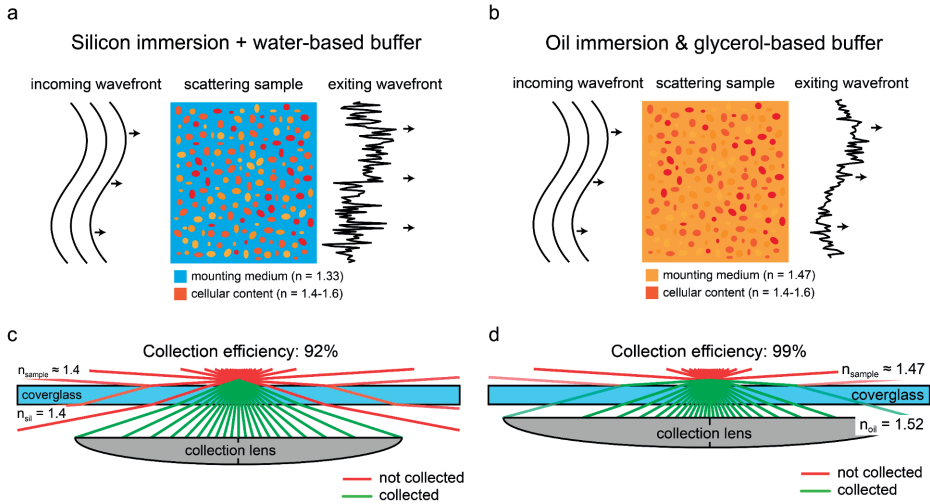 a
Silicon immersion + water-based buffer
incoming wavefront
scattering sample
exiting wavefront
mounting medium (n = 1.33)
cellular content (n = 1.4-1.6)
b
Oil immersion & glycerol-based buffer
incoming wavefront
scattering sample
exiting wavefront
mounting medium (n = 1.47)
cellular content (n = 1.4-1.6)
c
Collection efficiency: 92%
nsample ≈ 1.4
coverglass
nsil = 1.4
collection lens
not collected
collected
d
Collection efficiency: 99%
nsample ≈ 1.47
coverglass
noil = 1.52
collection lens
not collected
collected